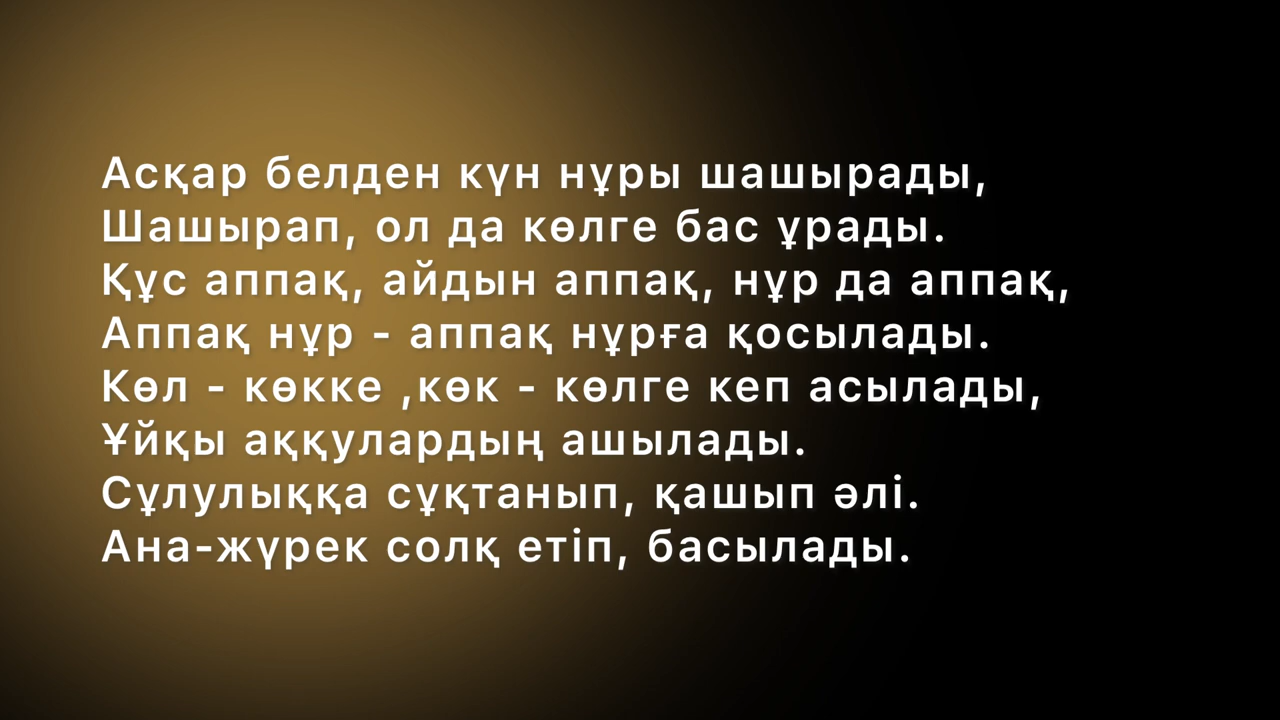 Асқар белден күн нұры шашырады,
Шашырап, ол да көлге бас ұрады.
Құс аппақ, айдын аппақ, нұр да аппақ,
Аппақ нұр - аппақ нұрға қосылады.
Көл - көкке ,көк - көлге кеп асылады,
Ұйқы аққулардың ашылады.
Сұлулыққа сұқтанып, қашып әлі.
Ана-жүрек солқ етіп, басылады.